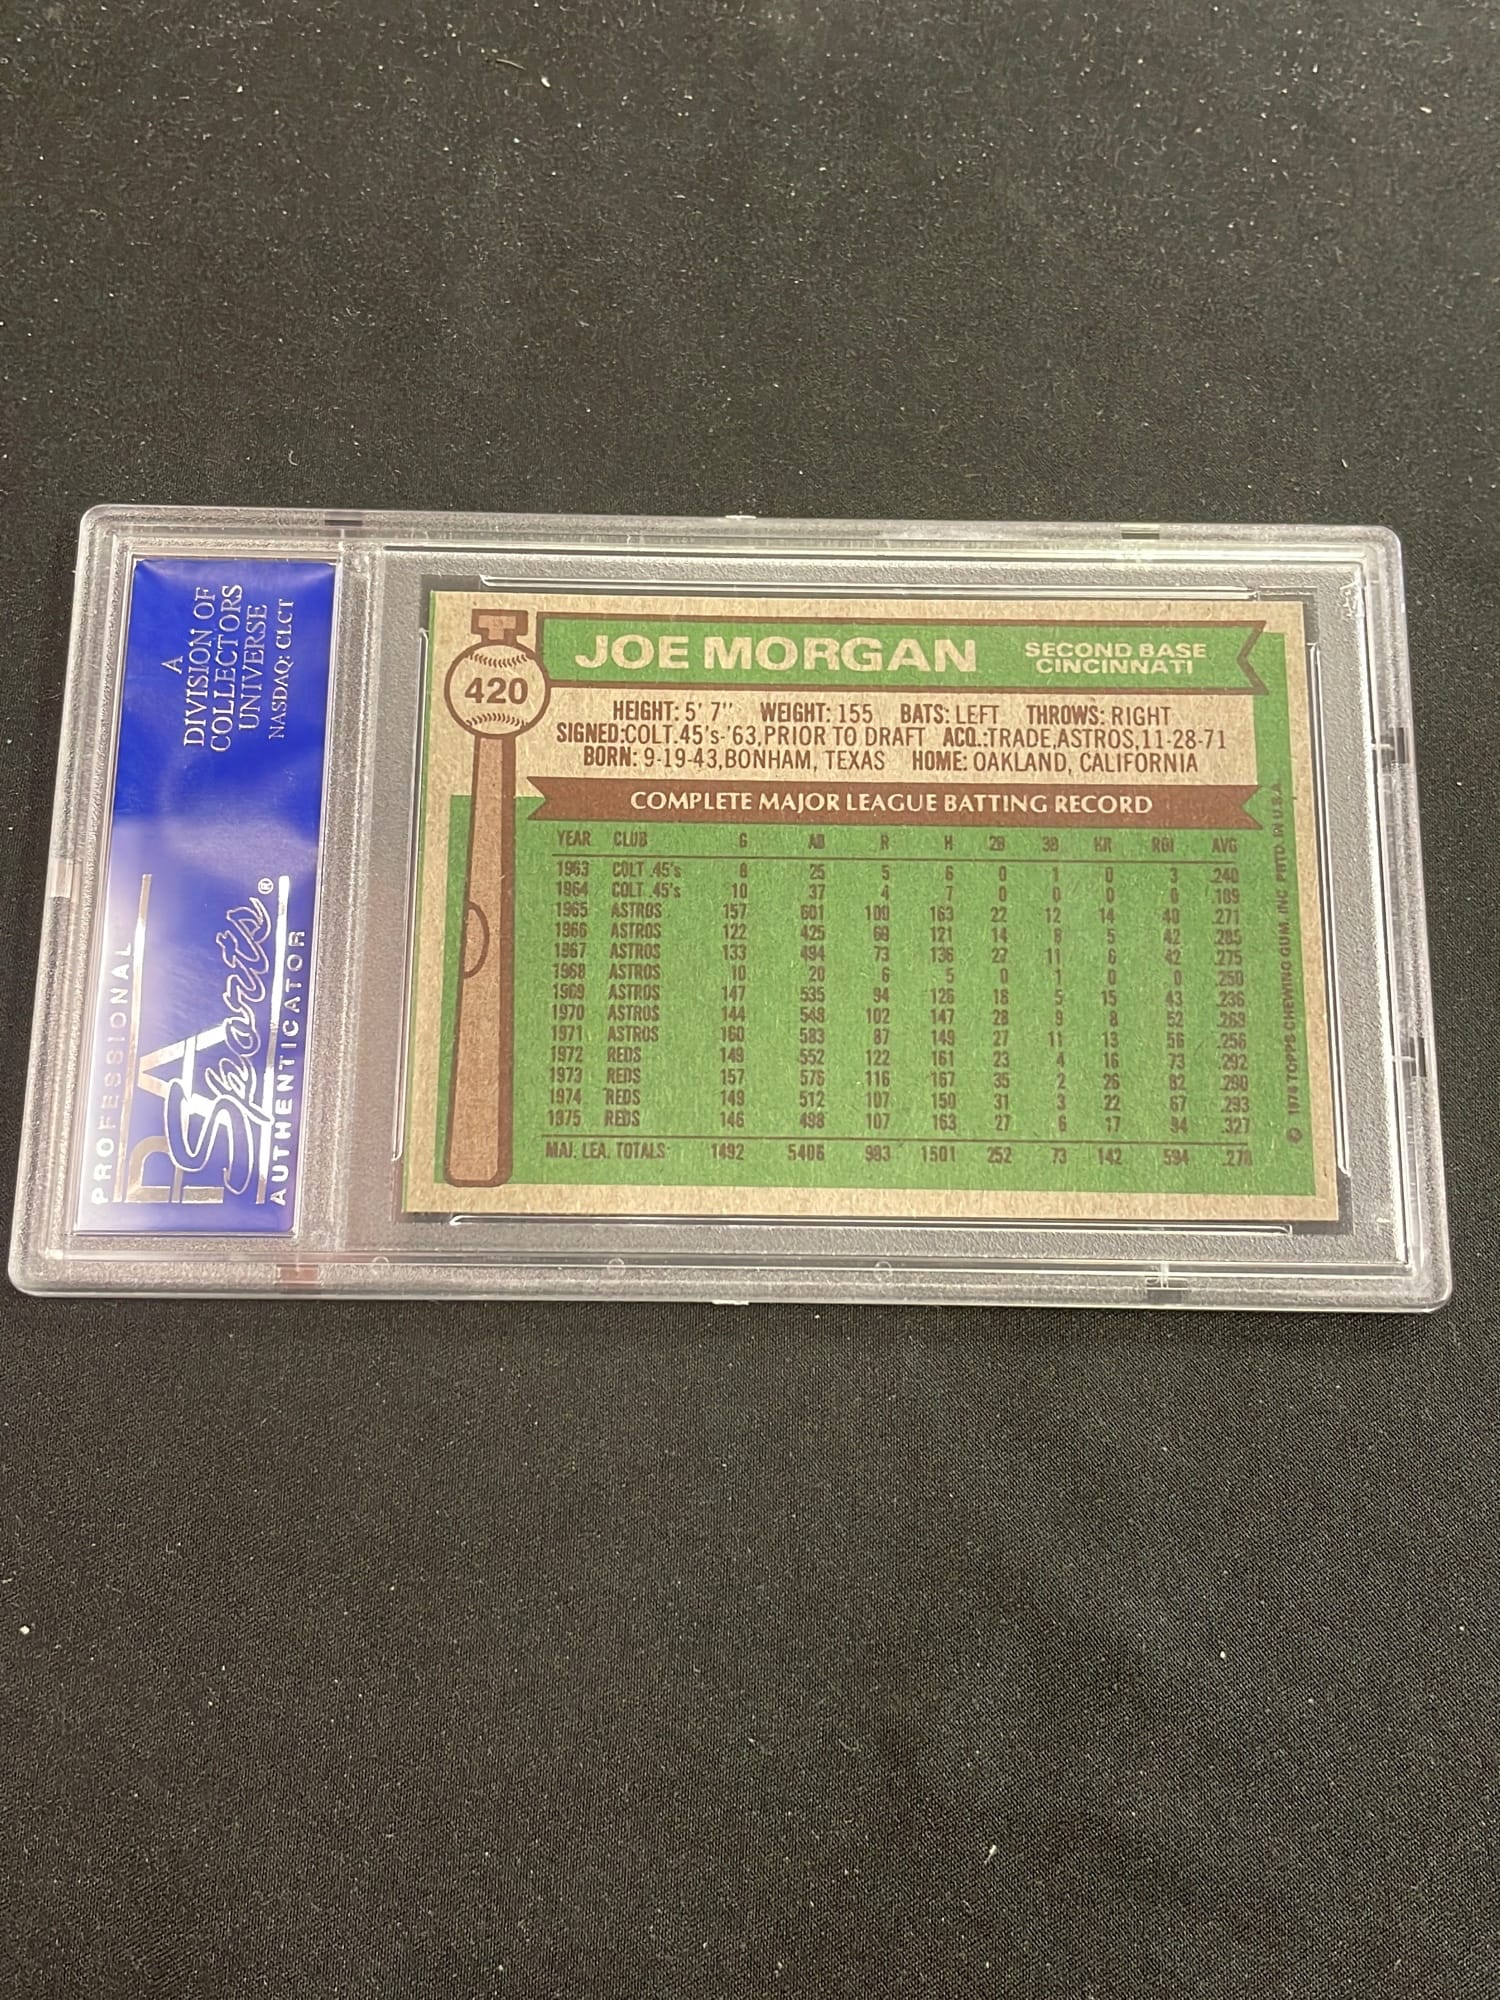 A
DIVISION OF
COLLECTORS
UNIVERSE
NASDAQ: CLCT
PROFESSIONAL
PSA
Sports®
AUTHENTICATOR
420
JOE MORGAN
SECOND BASE
CINCINNATI
HEIGHT: 5' 7" WEIGHT: 155 BATS: LEFT THROWS: RIGHT
SIGNED:COLT.45's-'63,PRIOR TO DRAFT ACQ.:TRADE,ASTROS,11-28-71
BORN: 9-19-43,BONHAM, TEXAS HOME: OAKLAND, CALIFORNIA
COMPLETE MAJOR LEAGUE BATTING RECORD
YEAR CLUB G AB R H 2B 3B HR RBI AVG
1963 COLT .45's 8 25 5 6 0 1 0 3 .240
1964 COLT .45's 10 37 4 7 0 0 0 0 .189
1965 ASTROS 157 601 100 163 22 12 14 40 .271
1966 ASTROS 122 425 60 121 14 8 5 42 .285
1967 ASTROS 133 494 73 136 27 11 6 42 .275
1968 ASTROS 10 20 6 5 0 1 0 0 .250
1969 ASTROS 147 535 94 126 18 5 15 43 .236
1970 ASTROS 144 548 102 147 28 9 8 52 .268
1971 ASTROS 160 583 87 149 27 11 13 56 .256
1972 REDS 149 552 122 161 23 4 16 73 .292
1973 REDS 157 576 116 167 35 2 26 82 .290
1974 REDS 149 512 107 150 31 3 22 67 .293
1975 REDS 146 498 107 163 27 6 17 94 .327
MAJ. LEA. TOTALS 1492 5406 983 1501 252 73 142 594 .278
© 1976 TOPPS CHEWING GUM, INC. PRTD. IN U.S.A.